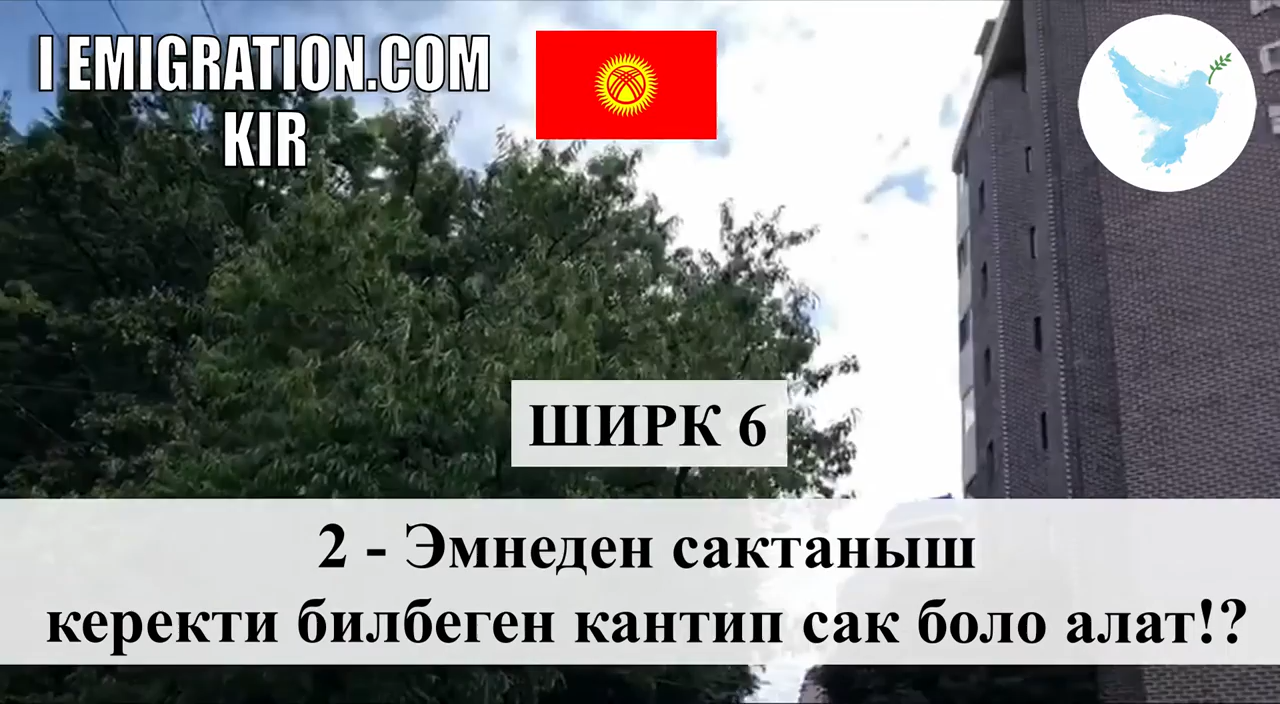 I EMIGRATION.COM
KIR
ШИРК 6
2 - Эмнеден сактаныш
керекти билбеген кантип сак боло алат!?